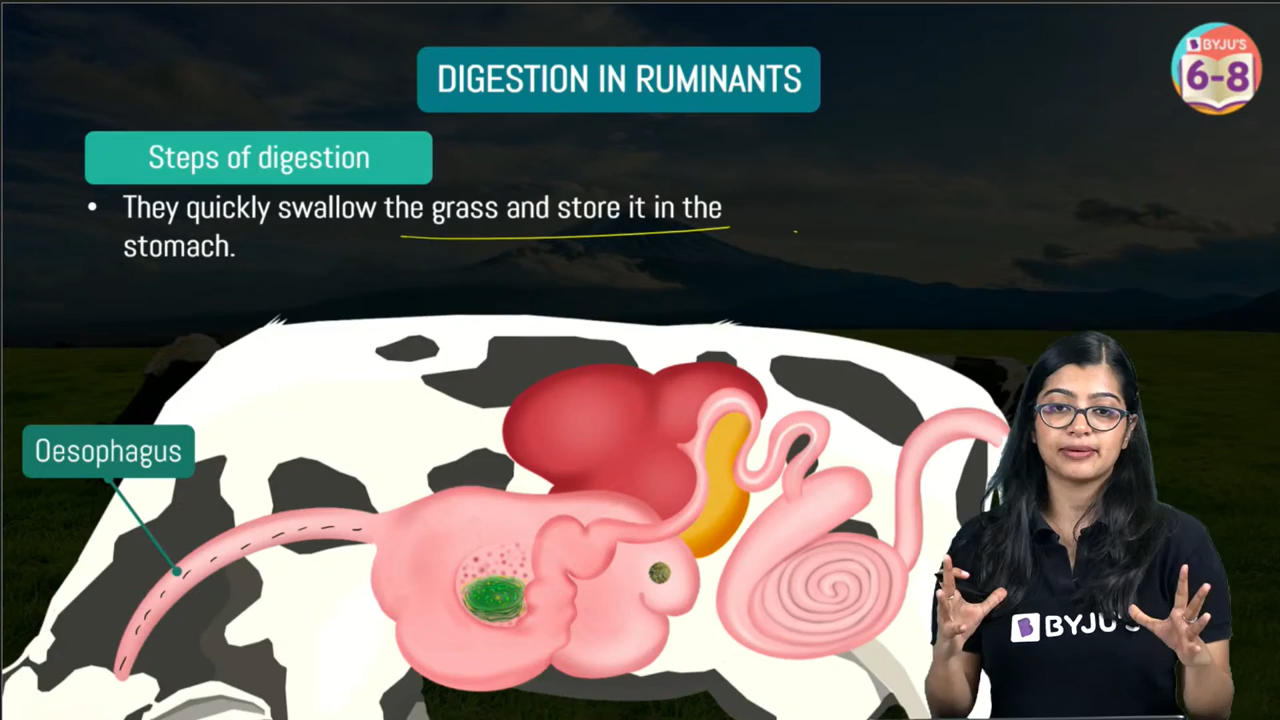 BYJU'S
6-8
DIGESTION IN RUMINANTS
Steps of digestion
• They quickly swallow the grass and store it in the
stomach.
Oesophagus
BYJU'S